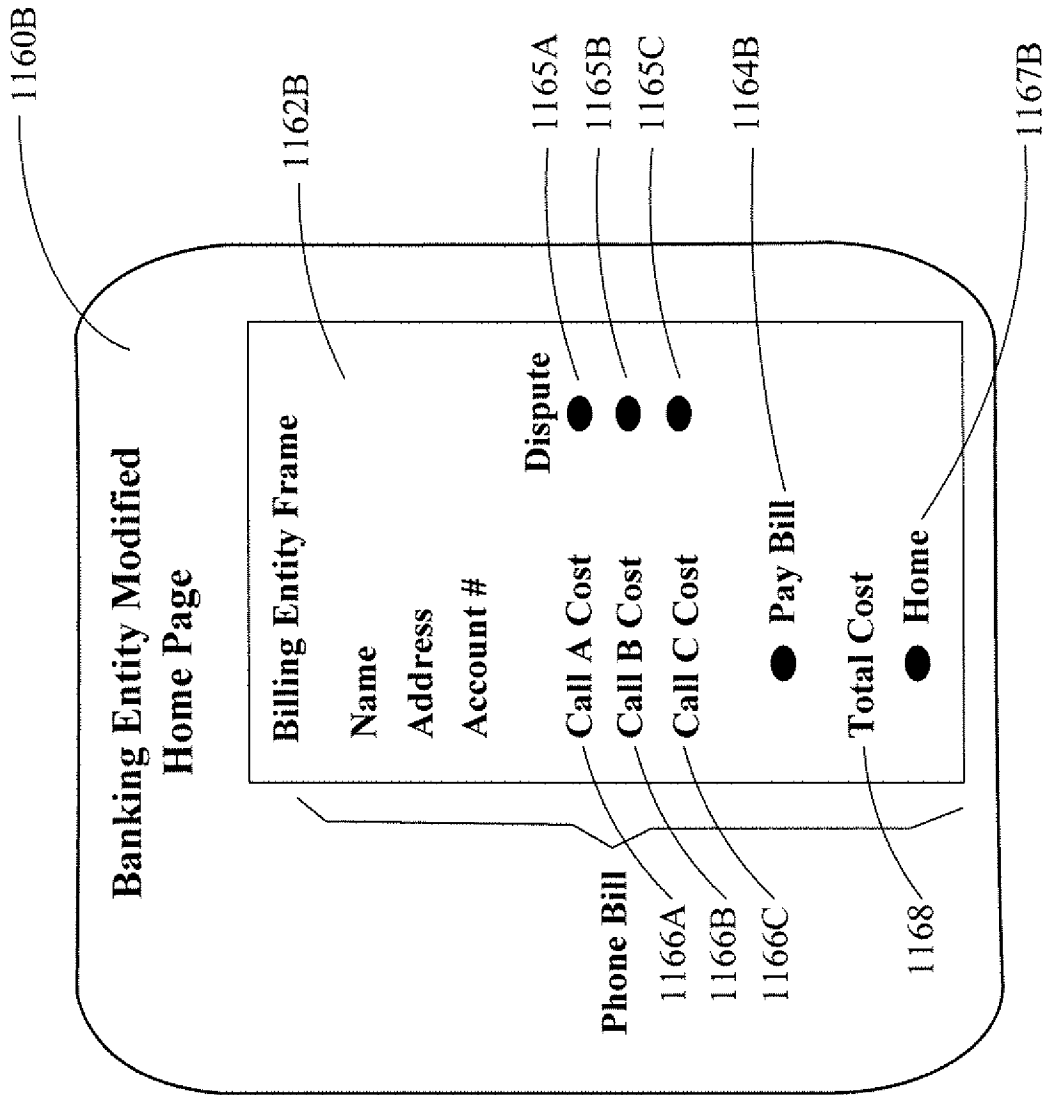 1160B
Banking Entity Modified
Home Page
1162B
Billing Entity Frame
Name
Address
Account #
Dispute
1165A
1165B
1165C
Call A Cost
Call B Cost
Call C Cost
Phone Bill
1166A
1166B
1166C
Pay Bill
1164B
Total Cost
1168
Home
1167B